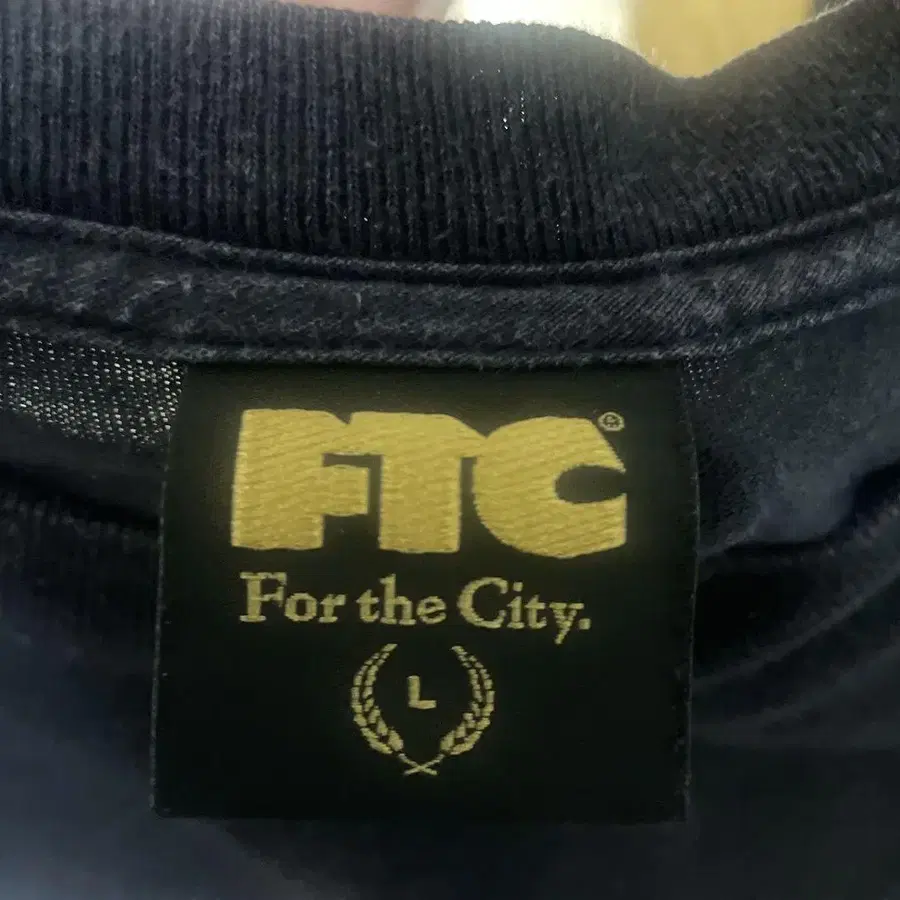 FTC®
For the City.
L